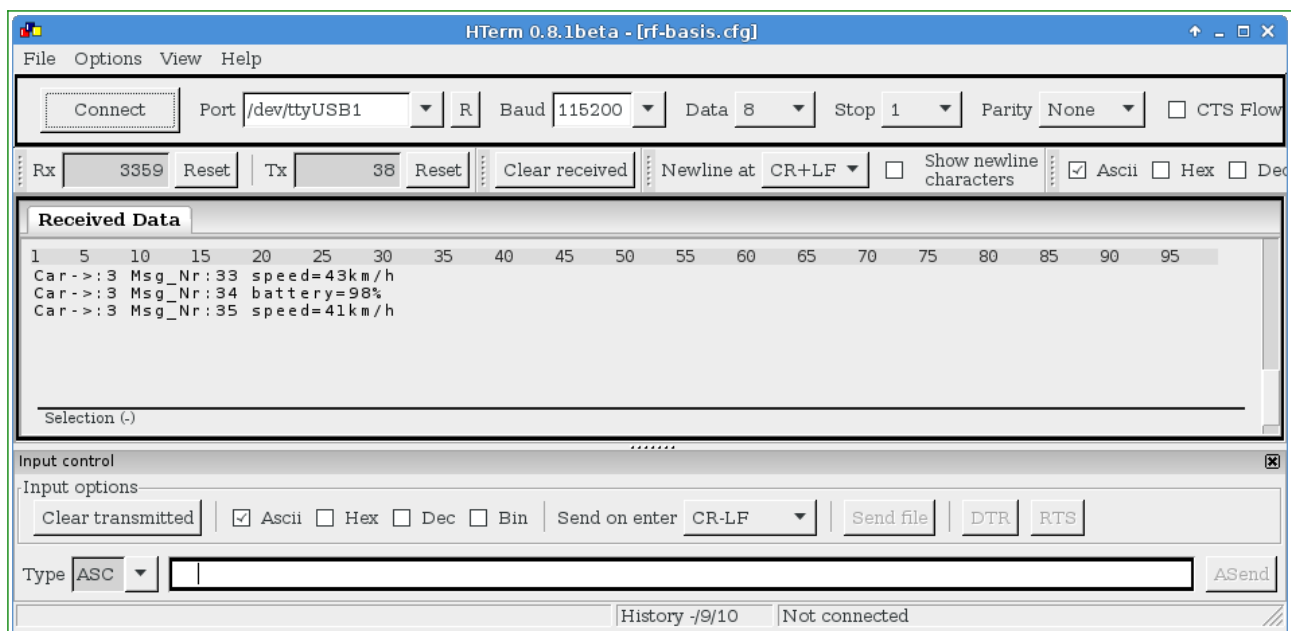 HTerm 0.8.1beta - [rf-basis.cfg]
File Options View Help
Connect Port /dev/ttyUSB1 R Baud 115200 Data 8 Stop 1 Parity None CTS Flow
Rx 3359 Reset Tx 38 Reset Clear received Newline at CR+LF Show newline characters Ascii Hex Dec
Received Data
1 5 10 15 20 25 30 35 40 45 50 55 60 65 70 75 80 85 90 95
Car->:3 Msg_Nr:33 speed=43km/h
Car->:3 Msg_Nr:34 battery=98%
Car->:3 Msg_Nr:35 speed=41km/h
Selection (-)
Input control
Input options
Clear transmitted Ascii Hex Dec Bin Send on enter CR-LF Send file DTR RTS
Type ASC ASend
History -/9/10 Not connected